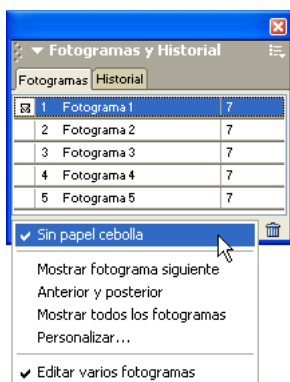 Fotogramas y Historial
Fotogramas Historial
1 Fotograma 1 7
2 Fotograma 2 7
3 Fotograma 3 7
4 Fotograma 4 7
5 Fotograma 5 7
Sin papel cebolla
Mostrar fotograma siguiente
Anterior y posterior
Mostrar todos los fotogramas
Personalizar...
Editar varios fotogramas